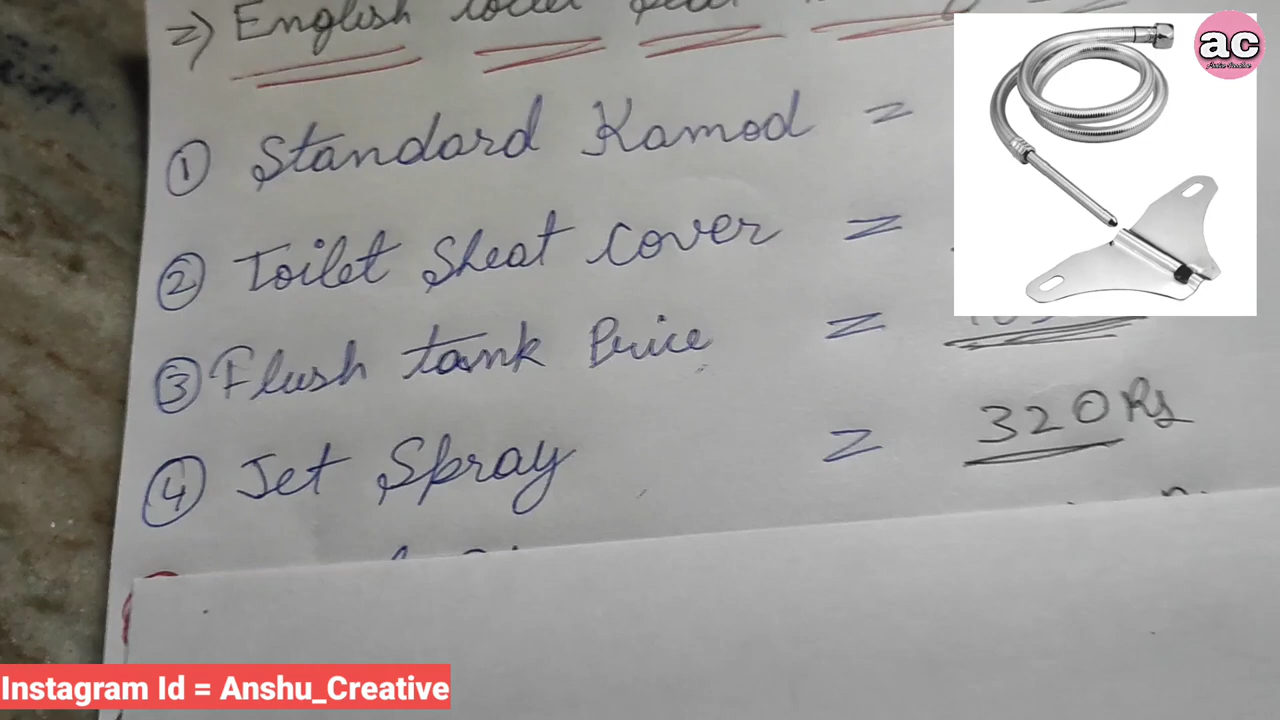 => English
① Standard Kamod =
② Toilet Sheat Cover =
③ Flush tank Price =
④ Jet Spray = 320 Rs
ac
Instagram Id = Anshu_Creative